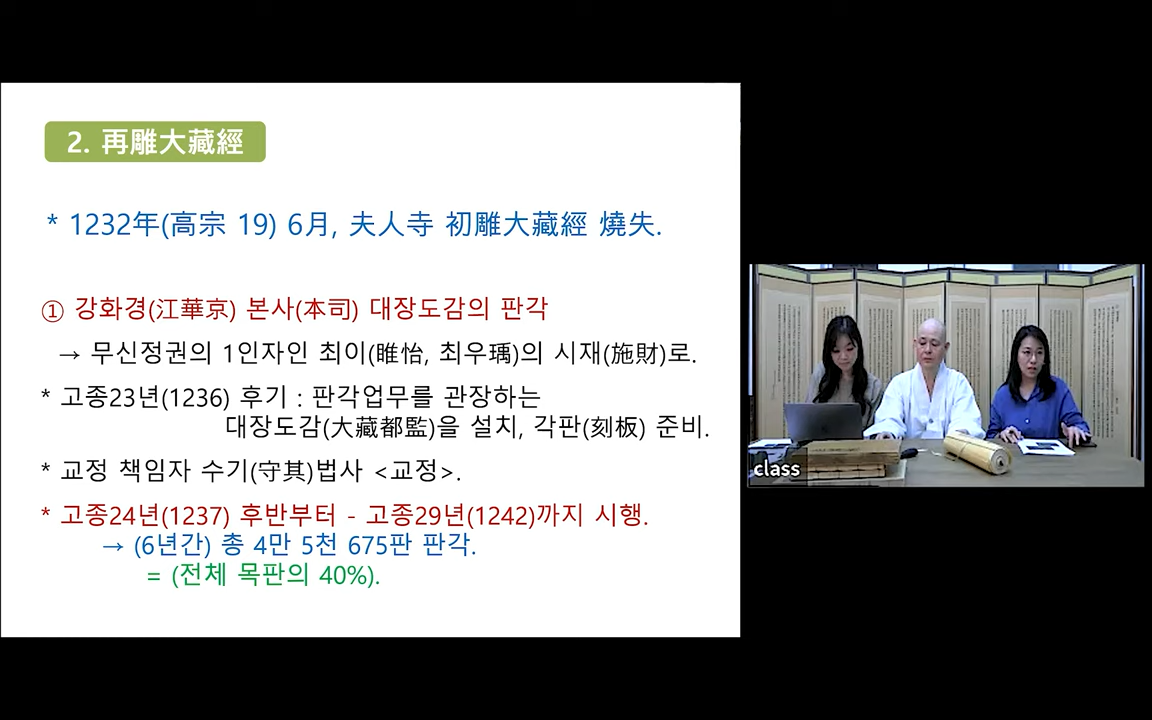 2. 再雕大藏經
* 1232年(高宗 19) 6月, 夫人寺 初雕大藏經 燒失.
① 강화경(江華京) 본사(本司) 대장도감의 판각
→ 무신정권의 1인자인 최이(睢怡, 최우瑀)의 시재(施財)로.
* 고종23년(1236) 후기 : 판각업무를 관장하는
대장도감(大藏都監)을 설치, 각판(刻板) 준비.
* 교정 책임자 수기(守其)법사 <교정>.
* 고종24년(1237) 후반부터 - 고종29년(1242)까지 시행.
→ (6년간) 총 4만 5천 675판 판각.
= (전체 목판의 40%).
class